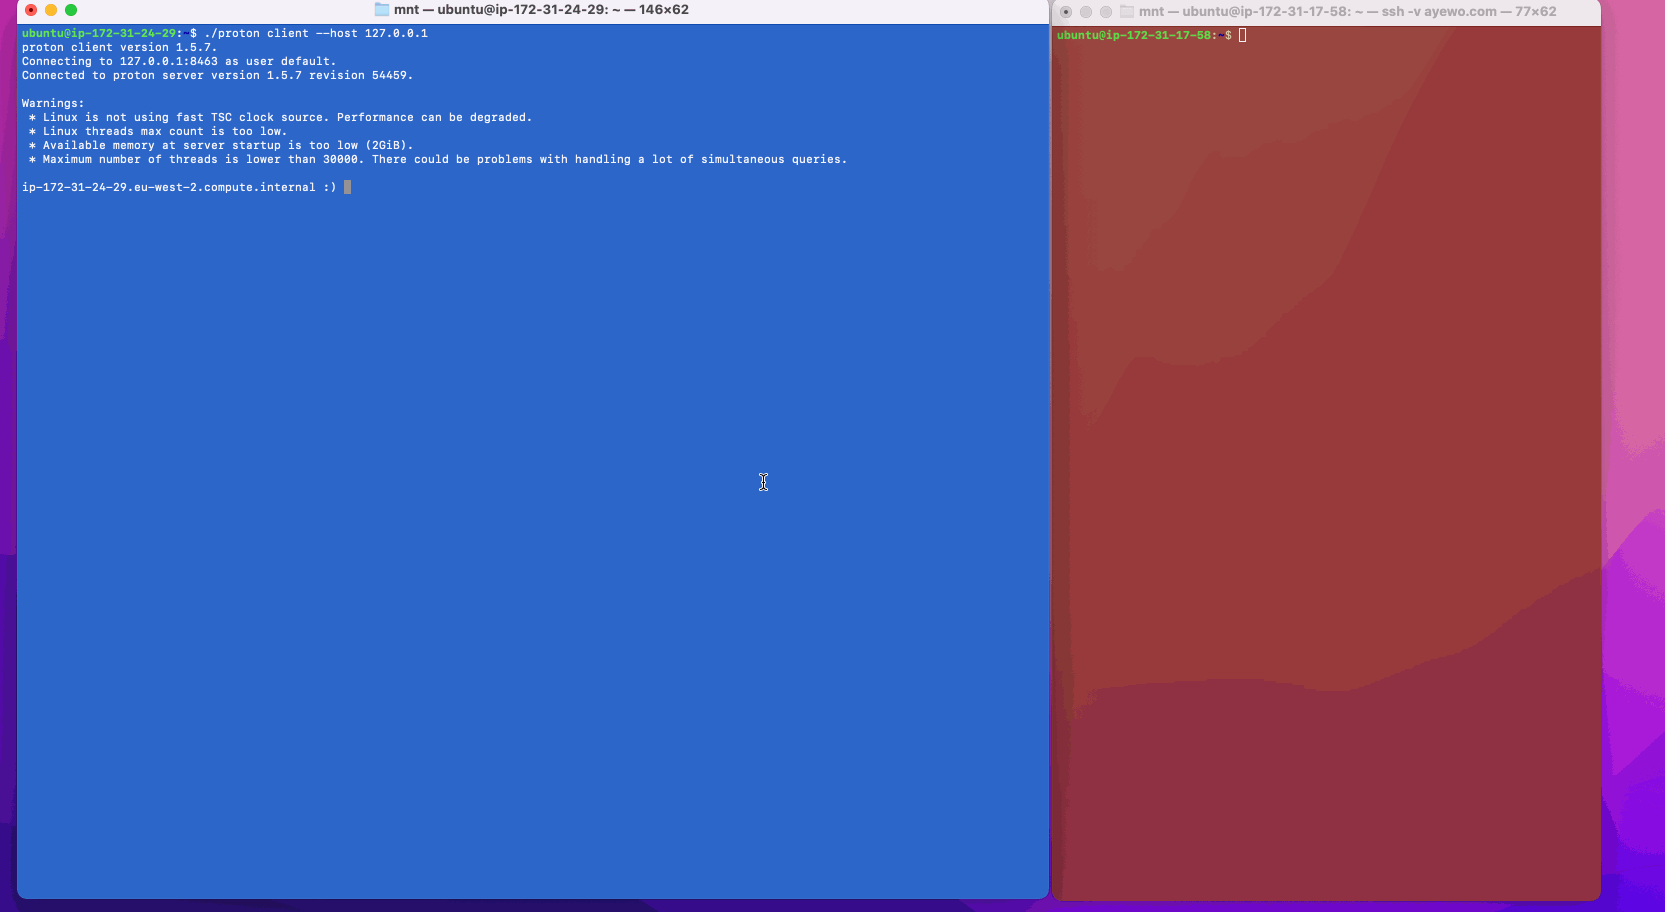 mnt — ubuntu@ip-172-31-24-29: ~ — 146×62
ubuntu@ip-172-31-24-29:~$ ./proton client --host 127.0.0.1
proton client version 1.5.7.
Connecting to 127.0.0.1:8463 as user default.
Connected to proton server version 1.5.7 revision 54459.
Warnings:
* Linux is not using fast TSC clock source. Performance can be degraded.
* Linux threads max count is too low.
* Available memory at server startup is too low (2GiB).
* Maximum number of threads is lower than 30000. There could be problems with handling a lot of simultaneous queries.
ip-172-31-24-29.eu-west-2.compute.internal :)
mnt — ubuntu@ip-172-31-17-58: ~ — ssh -v ayewo.com — 77×62
ubuntu@ip-172-31-17-58:~$